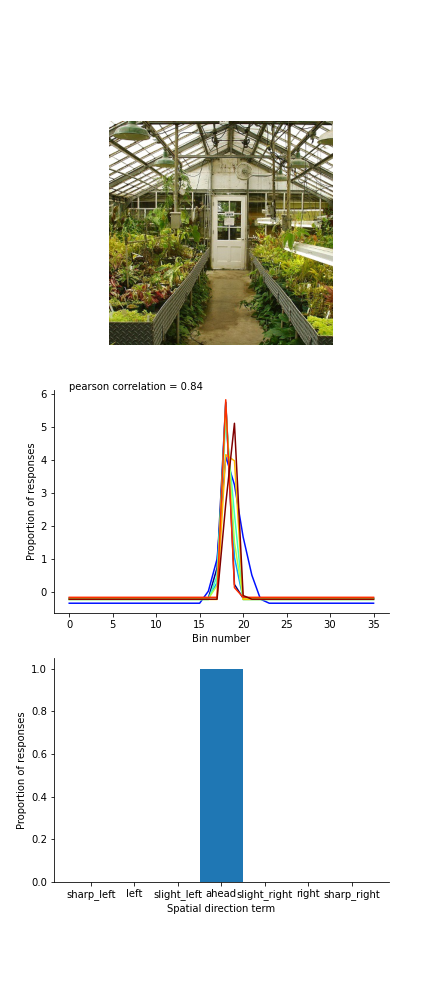 pearson correlation = 0.84
6
5
4
3
2
1
0
Proportion of responses
0 5 10 15 20 25 30 35
Bin number
1.0
0.8
0.6
0.4
0.2
0.0
Proportion of responses
sharp_left left slight_left ahead slight_right right sharp_right
Spatial direction term